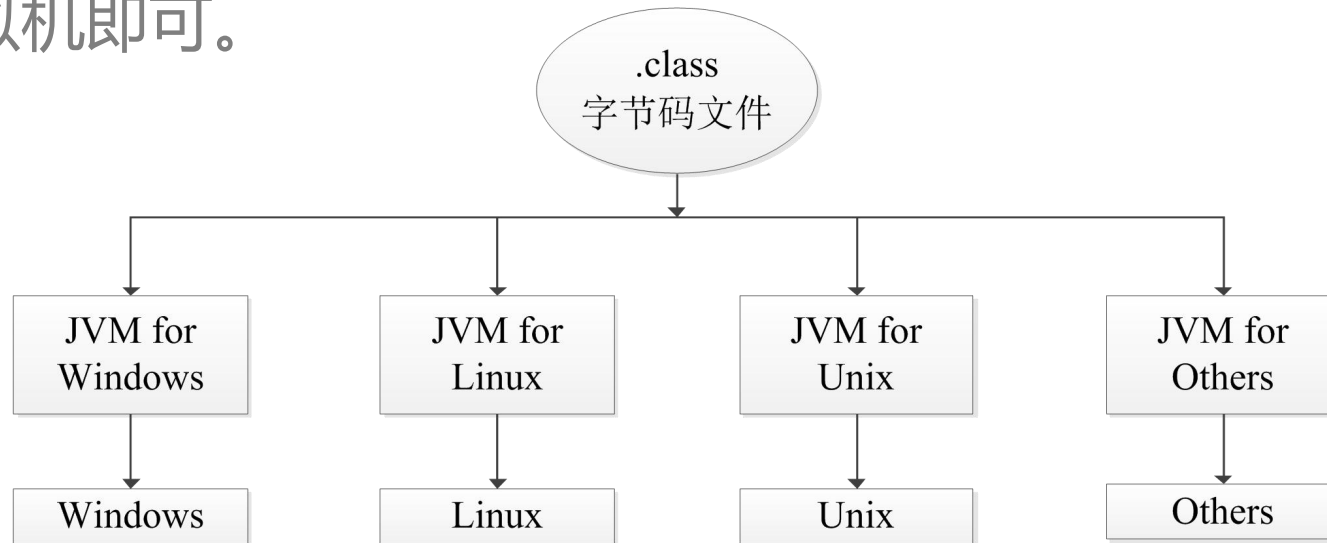 拟机即可。
.class
字节码文件
JVM for
Windows
JVM for
Linux
JVM for
Unix
JVM for
Others
Windows
Linux
Unix
Others